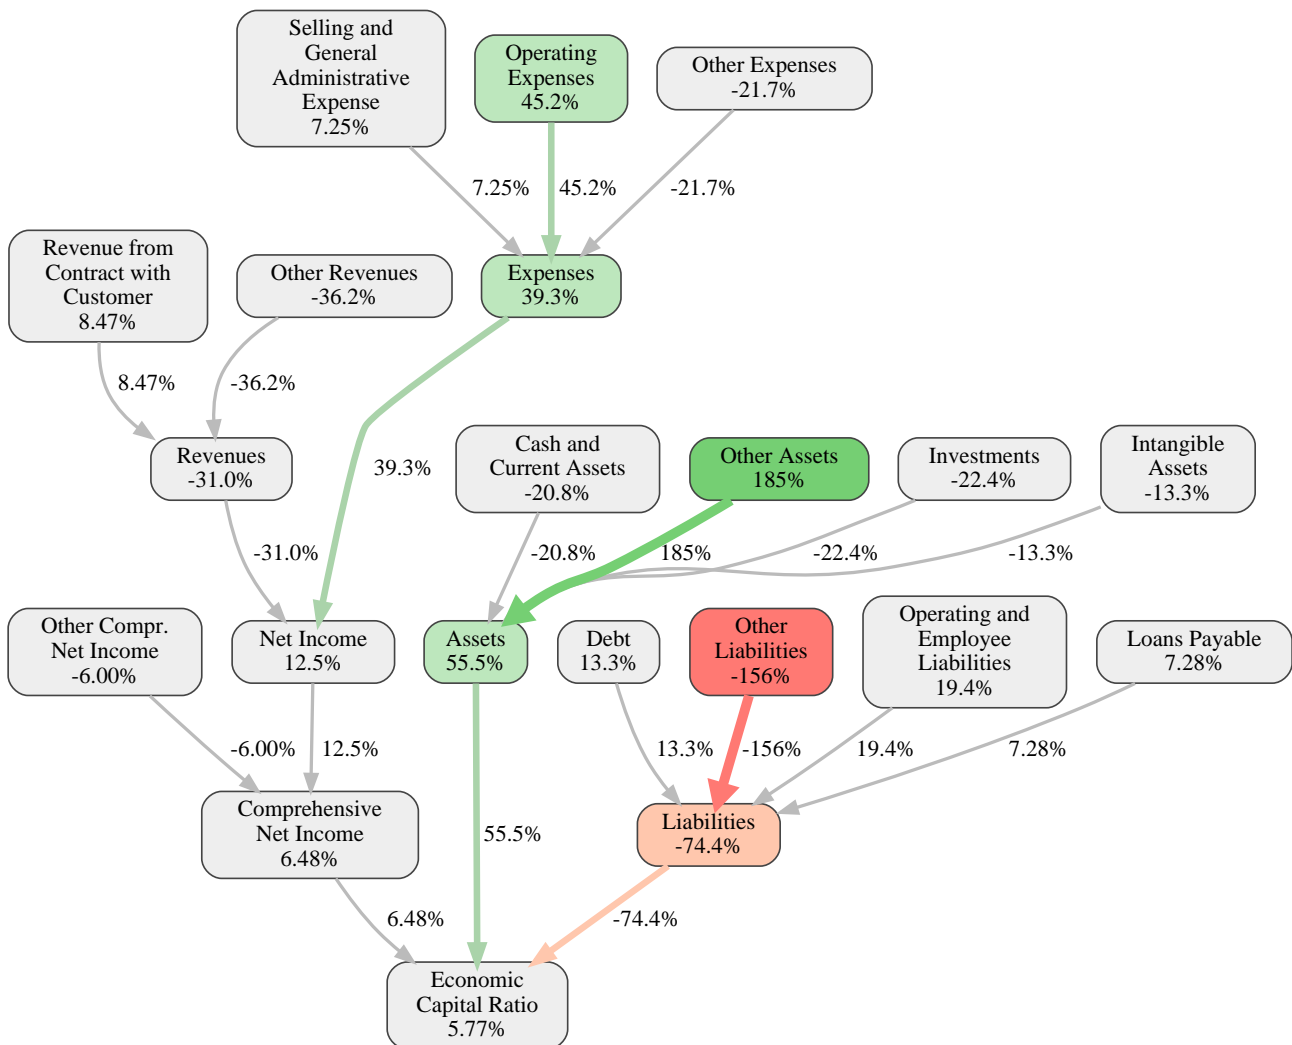 Selling and
General
Administrative
Expense
7.25%
Operating
Expenses
45.2%
Other Expenses
-21.7%
7.25%
45.2%
-21.7%
Revenue from
Contract with
Customer
8.47%
Other Revenues
-36.2%
Expenses
39.3%
8.47%
-36.2%
39.3%
Revenues
-31.0%
Cash and
Current Assets
-20.8%
Other Assets
185%
Investments
-22.4%
Intangible
Assets
-13.3%
-31.0%
-20.8%
185%
-22.4%
-13.3%
Other Compr.
Net Income
-6.00%
Net Income
12.5%
Assets
55.5%
Debt
13.3%
Other
Liabilities
-156%
Operating and
Employee
Liabilities
19.4%
Loans Payable
7.28%
-6.00%
12.5%
13.3%
-156%
19.4%
7.28%
Comprehensive
Net Income
6.48%
55.5%
Liabilities
-74.4%
6.48%
-74.4%
Economic
Capital Ratio
5.77%